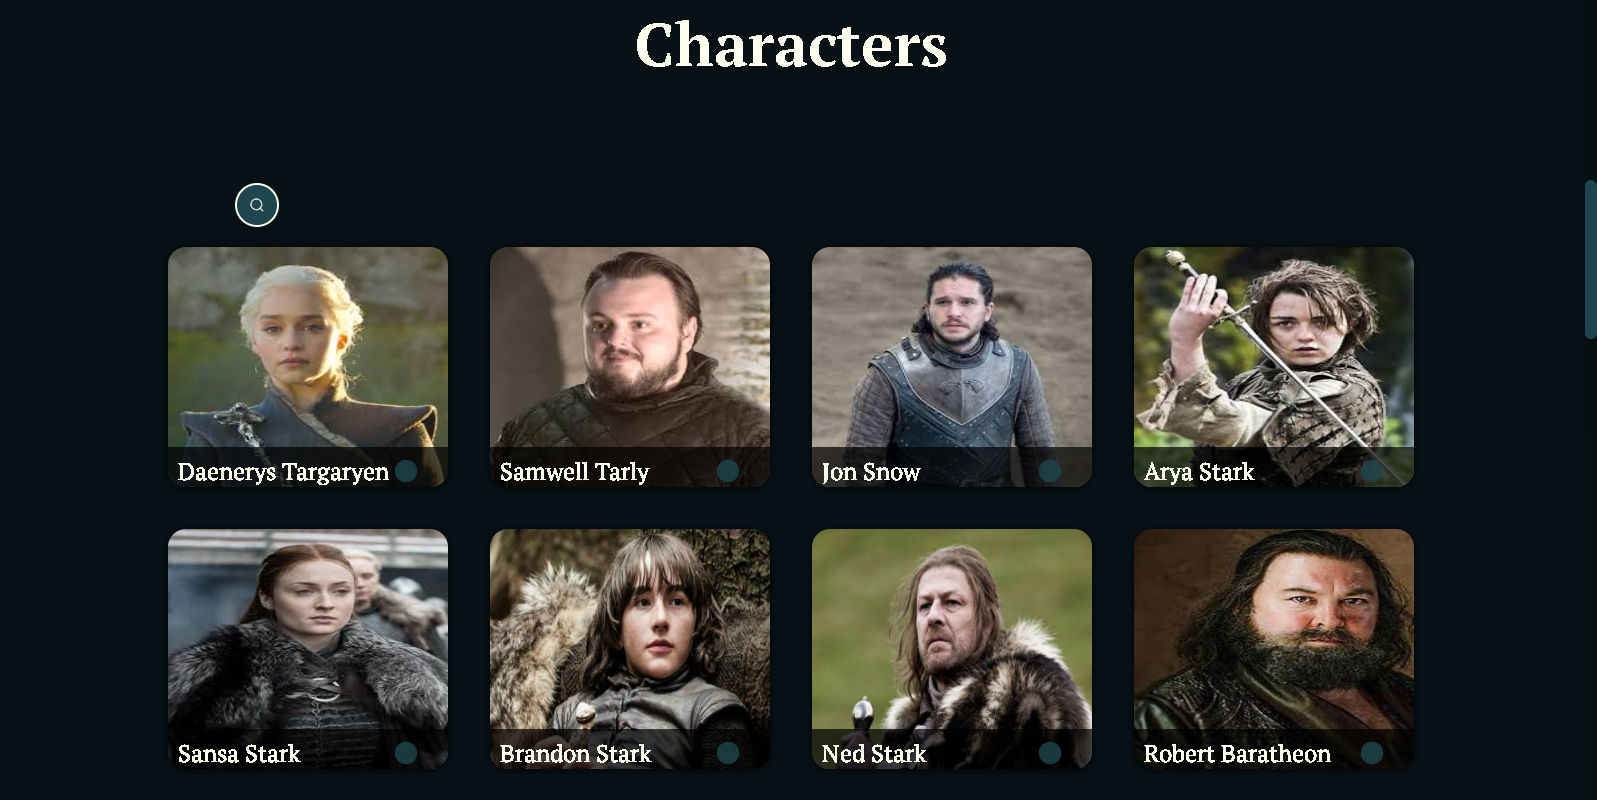 Characters
Daenerys Targaryen
Samwell Tarly
Jon Snow
Arya Stark
Sansa Stark
Brandon Stark
Ned Stark
Robert Baratheon